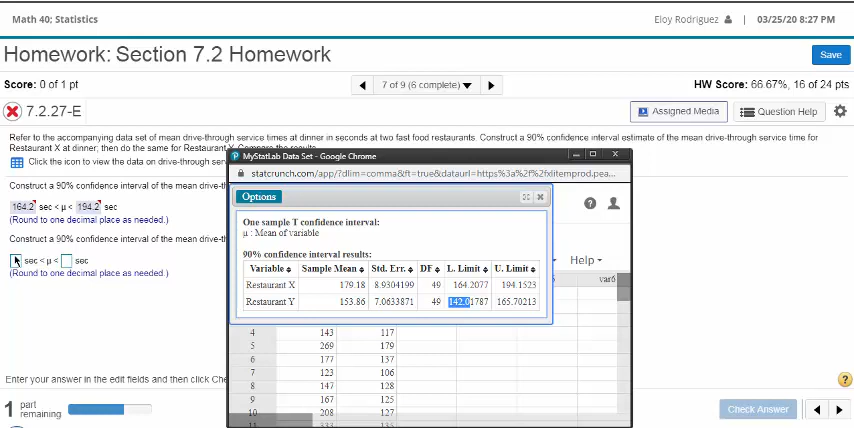 Math 40: Statistics
Eloy Rodriguez | 03/25/20 8:27 PM
Homework: Section 7.2 Homework
Save
Score: 0 of 1 pt
7 of 9 (6 complete)
HW Score: 66.67%, 16 of 24 pts
7.2.27-E
Assigned Media
Question Help
Refer to the accompanying data set of mean drive-through service times at dinner in seconds at two fast food restaurants. Construct a 90% confidence interval estimate of the mean drive-through service time for
Restaurant X at dinner; then do the same for Restaurant Y. Compare the results.
Click the icon to view the data on drive-through ser
Construct a 90% confidence interval of the mean drive-t
164.2 sec < μ < 194.2 sec
(Round to one decimal place as needed.)
Construct a 90% confidence interval of the mean drive-t
sec < μ < sec
(Round to one decimal place as needed.)
MyStatLab Data Set - Google Chrome
statcrunch.com/app/?dlim=comma&ft=true&dataurl=https%3a%2f%2fxlitemprod.pea...
Options
One sample T confidence interval:
μ : Mean of variable
90% confidence interval results:
Variable Sample Mean Std. Err. DF L. Limit U. Limit
Restaurant X 179.18 8.9304199 49 164.2077 194.1523
Restaurant Y 153.86 7.0633871 49 142.01787 165.70213
Help
var6
4 143 117
5 269 179
6 177 137
7 123 106
8 147 128
9 167 125
10 208 127
11 333 135
Enter your answer in the edit fields and then click Che
1 part remaining
Check Answer